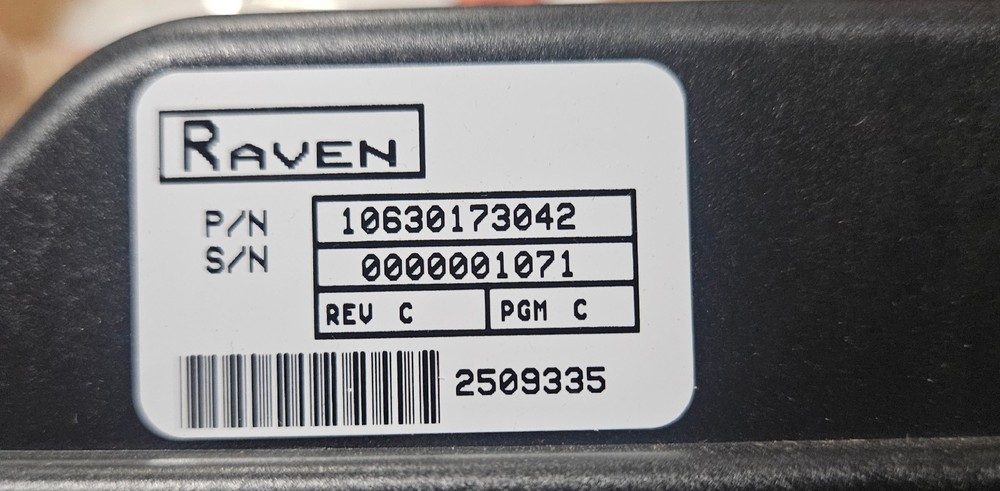 RAVEN
P/N 10630173042
S/N 0000001071
REV C PGM C
2509335